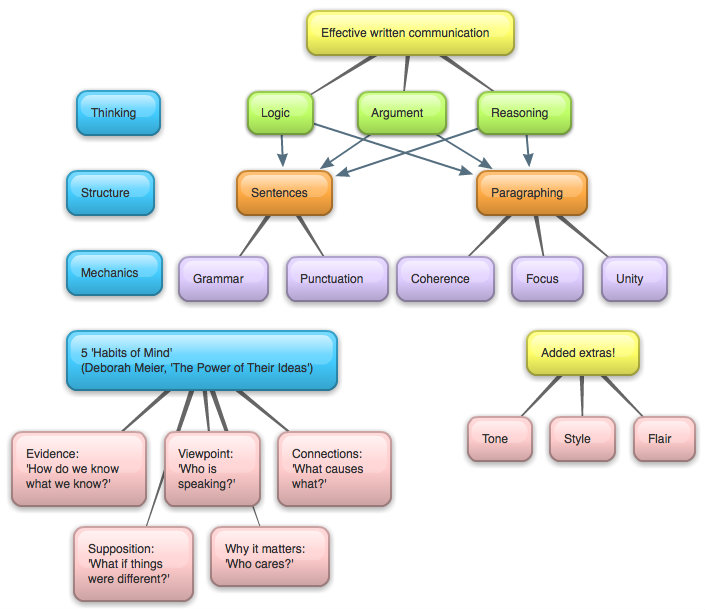 Effective written communication
Thinking
Logic
Argument
Reasoning
Structure
Sentences
Paragraphing
Mechanics
Grammar
Punctuation
Coherence
Focus
Unity
5 'Habits of Mind'
(Deborah Meier, 'The Power of Their Ideas')
Evidence:
'How do we know
what we know?'
Viewpoint:
'Who is
speaking?'
Connections:
'What causes
what?'
Supposition:
'What if things
were different?'
Why it matters:
'Who cares?'
Added extras!
Tone
Style
Flair